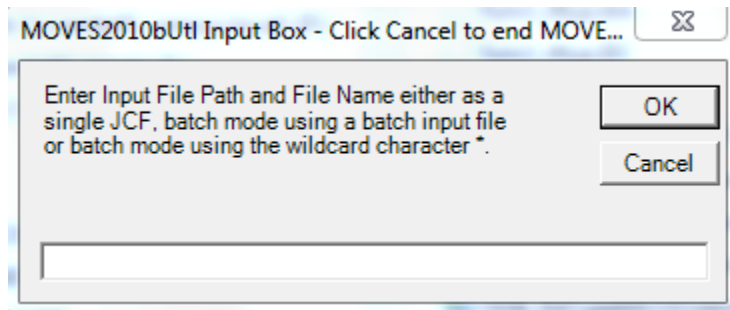 MOVES2010bUtl Input Box - Click Cancel to end MOVE...
Enter Input File Path and File Name either as a
single JCF, batch mode using a batch input file
or batch mode using the wildcard character *.
OK
Cancel